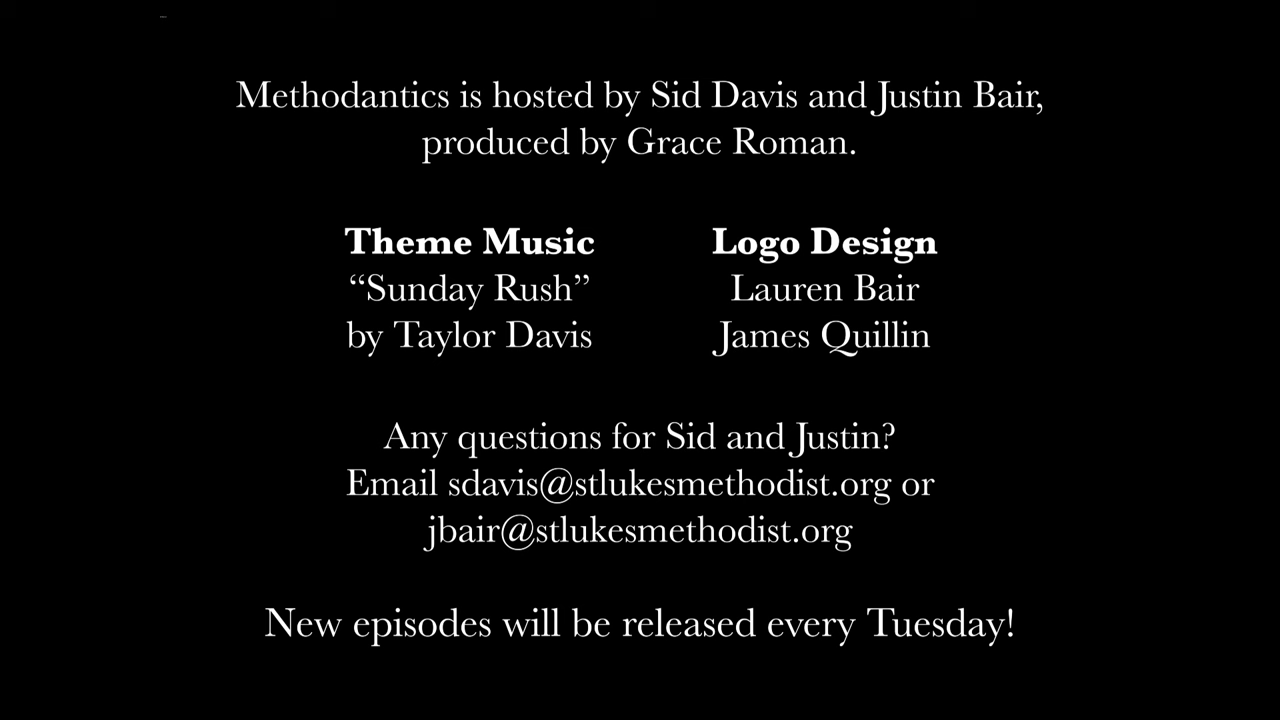 Methodantics is hosted by Sid Davis and Justin Bair,
produced by Grace Roman.
Theme Music
“Sunday Rush”
by Taylor Davis
Logo Design
Lauren Bair
James Quillin
Any questions for Sid and Justin?
Email sdavis@stlukesmethodist.org or
jbair@stlukesmethodist.org
New episodes will be released every Tuesday!